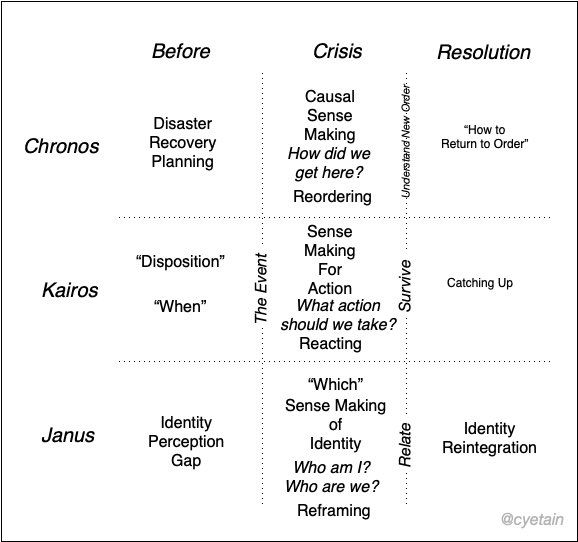 Before
Crisis
Resolution
Chronos
Disaster
Recovery
Planning
Causal
Sense
Making
How did we
get here?
Reordering
Understand New Order
“How to
Return to Order”
Kairos
“Disposition”
“When”
The Event
Sense
Making
For
Action
What action
should we take?
Reacting
Survive
Catching Up
Janus
Identity
Perception
Gap
“Which”
Sense Making
of
Identity
Who am I?
Who are we?
Reframing
Relate
Identity
Reintegration
@cyetain